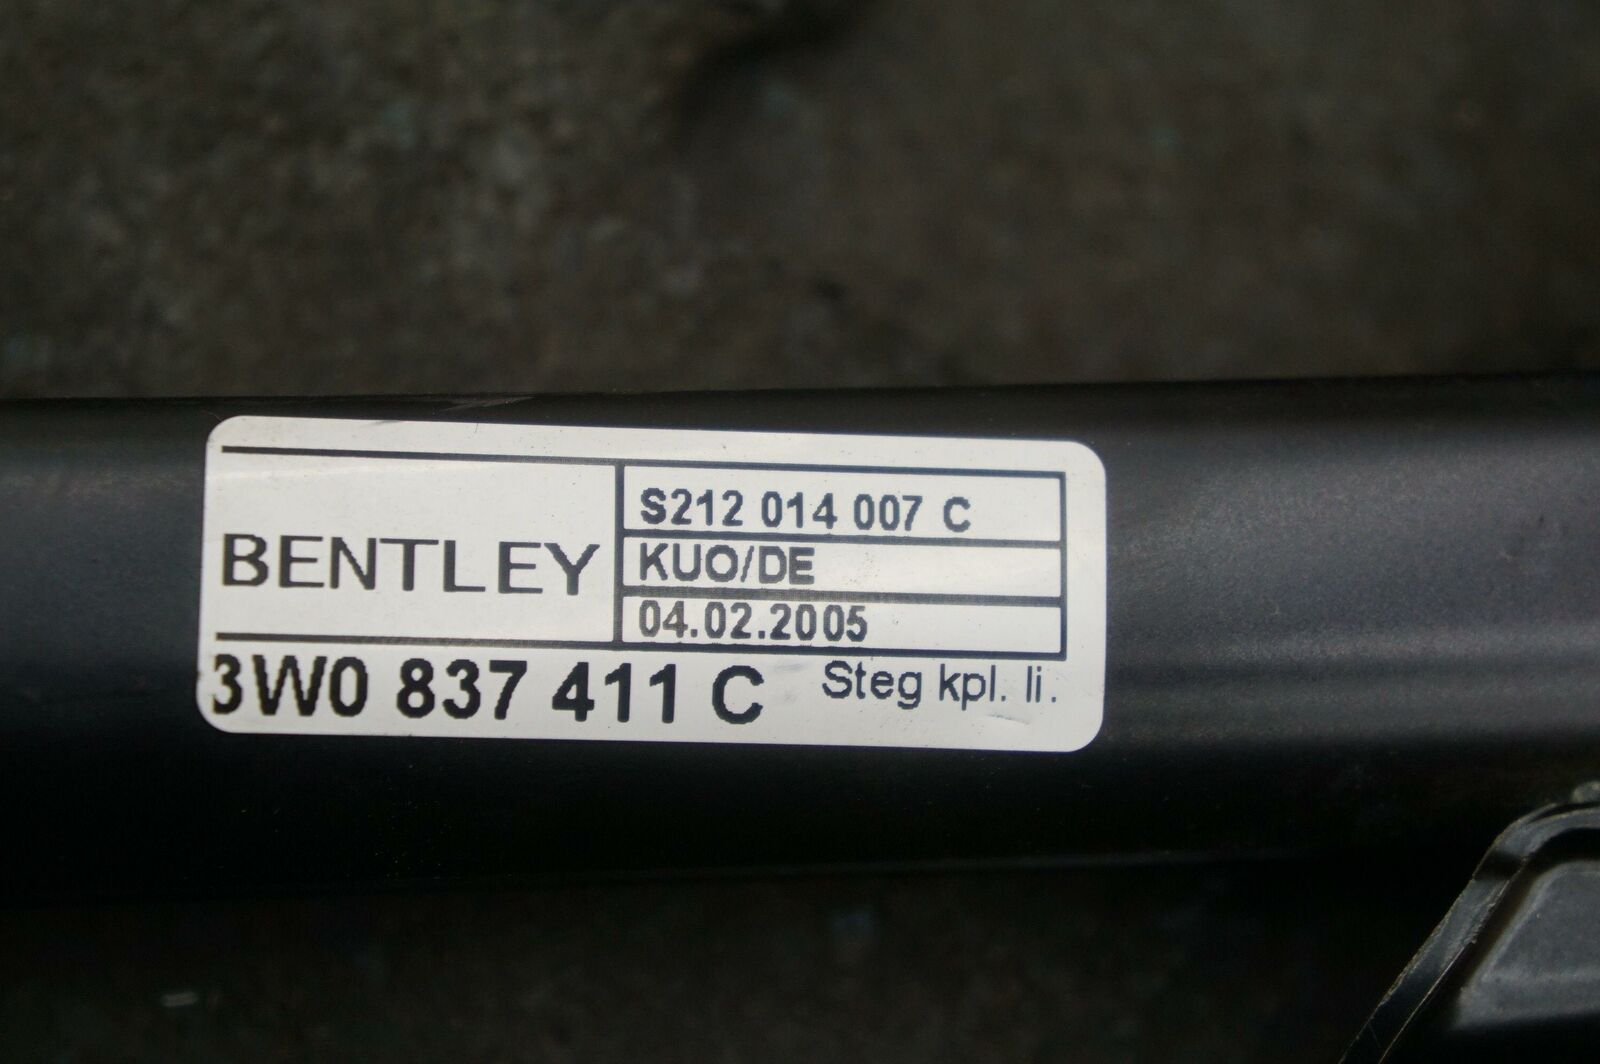 BENTLEY
S212 014 007 C
KUO/DE
04.02.2005
3W0 837 411 C Steg kpl. li.